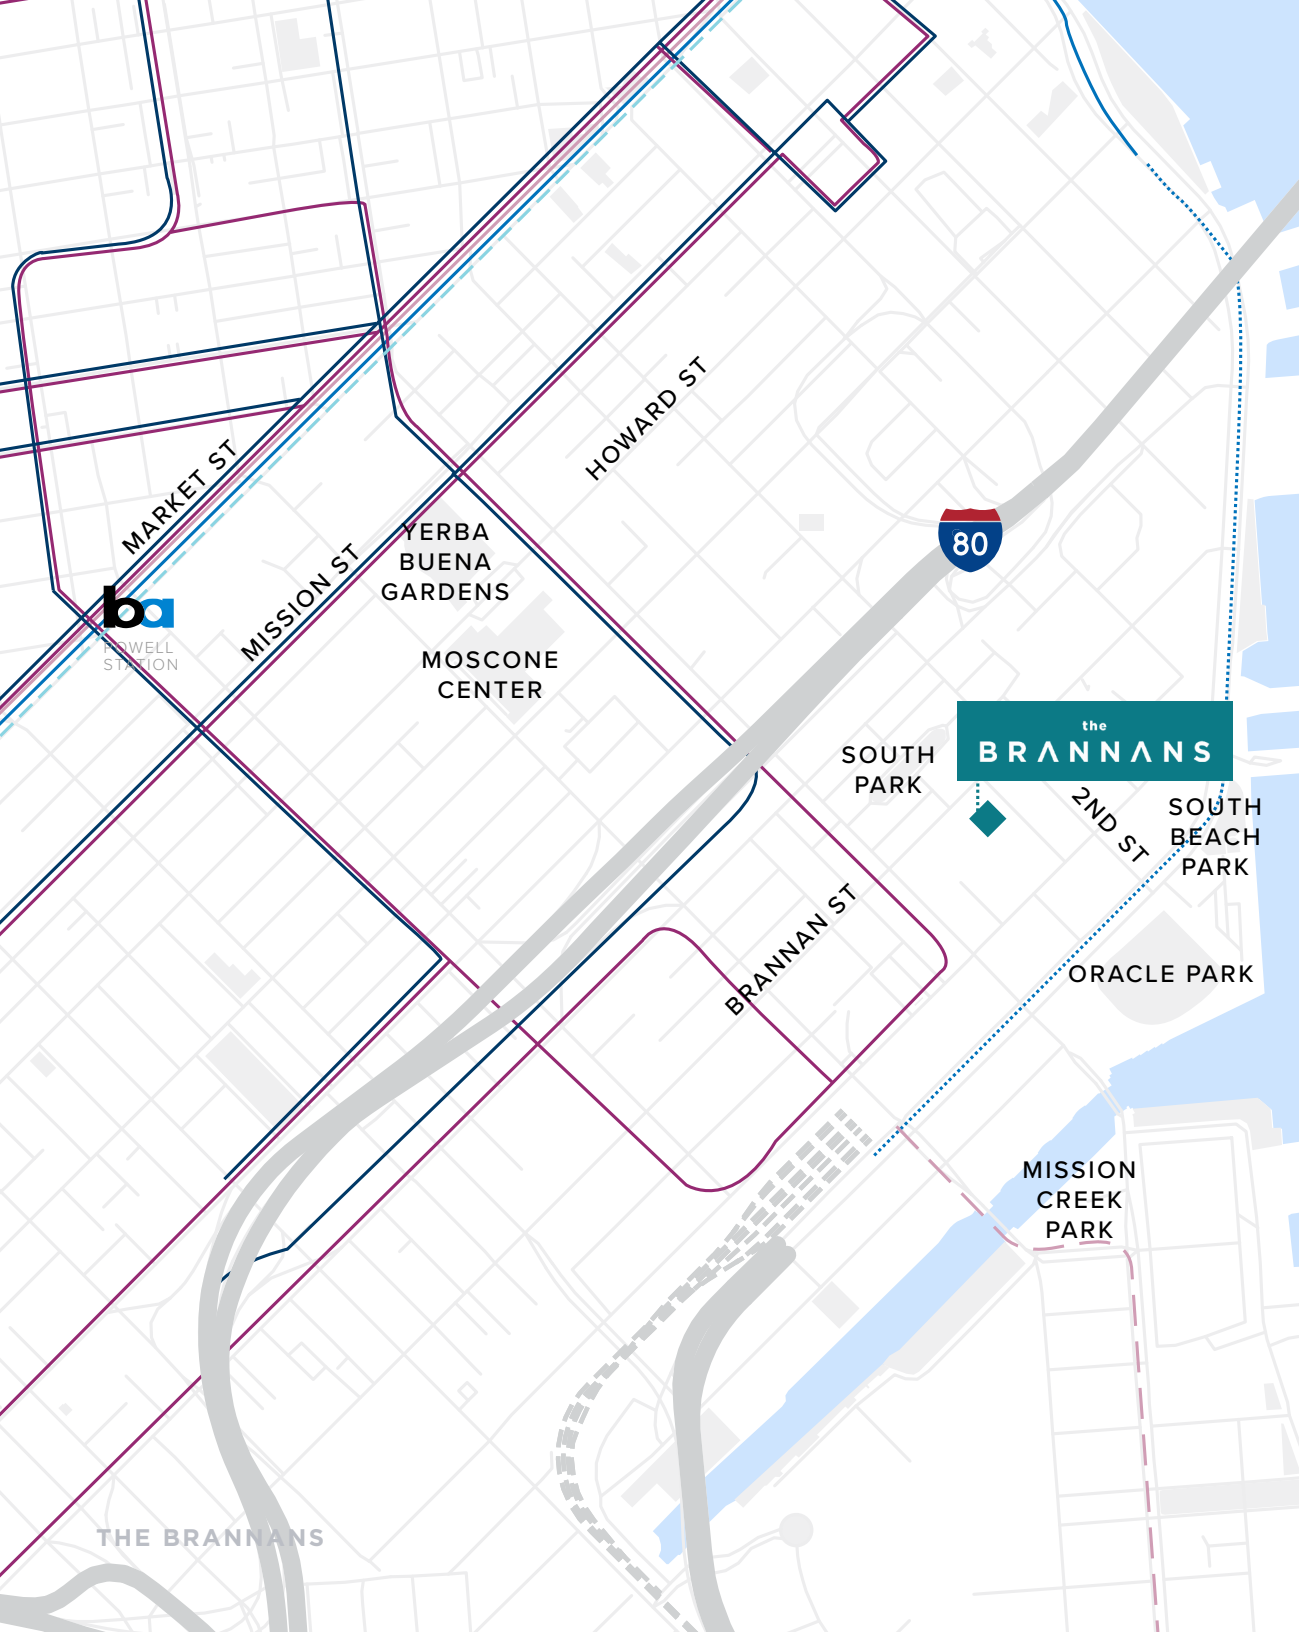 HOWARD ST
MARKET ST
80
YERBA
BUENA
GARDENS
MISSION ST
ba
POWELL
STATION
MOSCONE
CENTER
the
BRANNANS
SOUTH
PARK
2ND ST
SOUTH
BEACH
PARK
BRANNAN ST
ORACLE PARK
MISSION
CREEK
PARK
THE BRANNANS